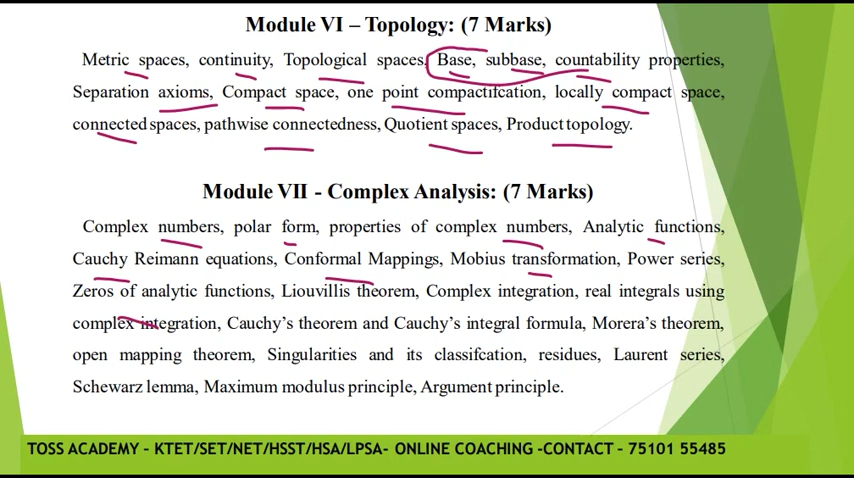 Module VI – Topology: (7 Marks)
Metric spaces, continuity, Topological spaces, Base, subbase, countability properties,
Separation axioms, Compact space, one point compactifcation, locally compact space,
connected spaces, pathwise connectedness, Quotient spaces, Product topology.
Module VII - Complex Analysis: (7 Marks)
Complex numbers, polar form, properties of complex numbers, Analytic functions,
Cauchy Reimann equations, Conformal Mappings, Mobius transformation, Power series,
Zeros of analytic functions, Liouvillis theorem, Complex integration, real integrals using
complex integration, Cauchy’s theorem and Cauchy’s integral formula, Morera’s theorem,
open mapping theorem, Singularities and its classifcation, residues, Laurent series,
Schewarz lemma, Maximum modulus principle, Argument principle.
TOSS ACADEMY – KTET/SET/NET/HSST/HSA/LPSA- ONLINE COACHING -CONTACT – 75101 55485